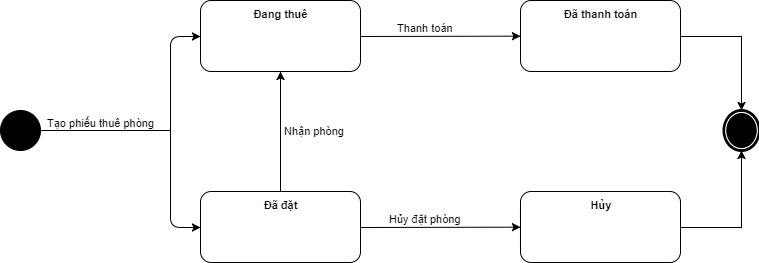 Đang thuê
Thanh toán
Đã thanh toán
Tạo phiếu thuê phòng
Nhận phòng
Đã đặt
Hủy đặt phòng
Hủy